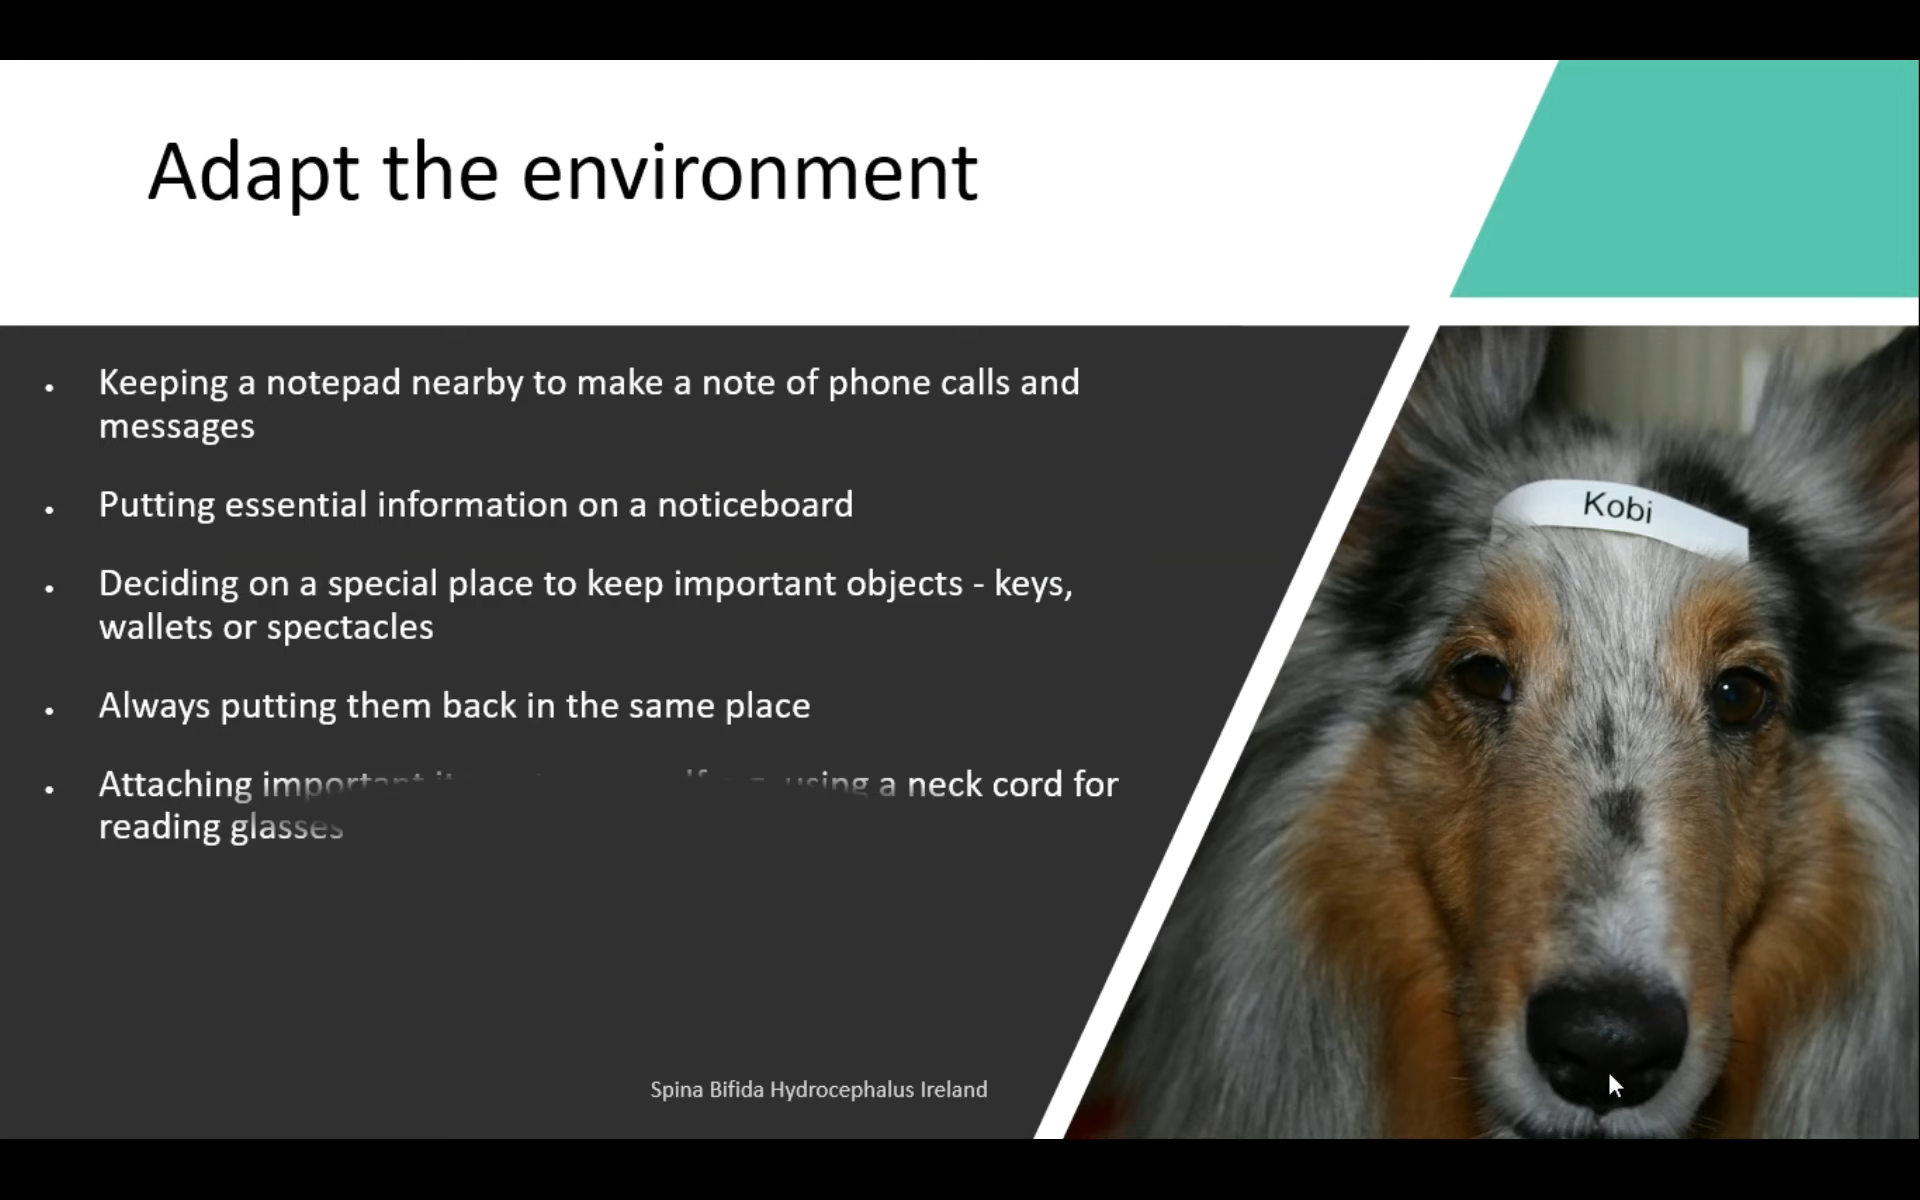 Adapt the environment
• Keeping a notepad nearby to make a note of phone calls and
messages
• Putting essential information on a noticeboard
• Deciding on a special place to keep important objects - keys,
wallets or spectacles
• Always putting them back in the same place
• Attaching important using a neck cord for
reading glasses
Kobi
Spina Bifida Hydrocephalus Ireland